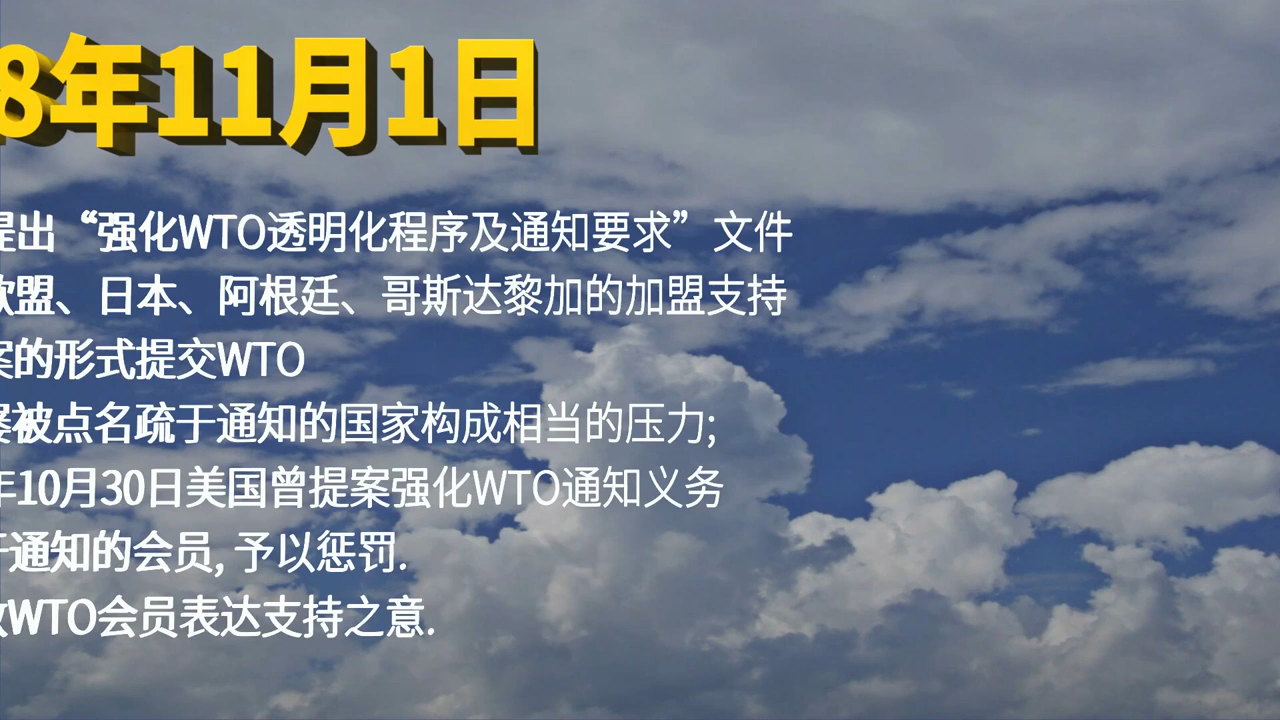 8年11月1日
提出“强化WTO透明化程序及通知要求”文件
欧盟、日本、阿根廷、哥斯达黎加的加盟支持
案的形式提交WTO
被点名疏于通知的国家构成相当的压力;
年10月30日美国曾提案强化WTO通知义务
于通知的会员, 予以惩罚.
数WTO会员表达支持之意.